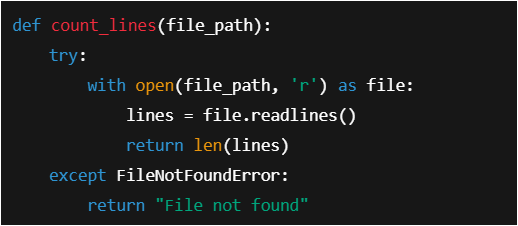 def count_lines(file_path):
    try:
        with open(file_path, 'r') as file:
            lines = file.readlines()
            return len(lines)
    except FileNotFoundError:
        return "File not found"